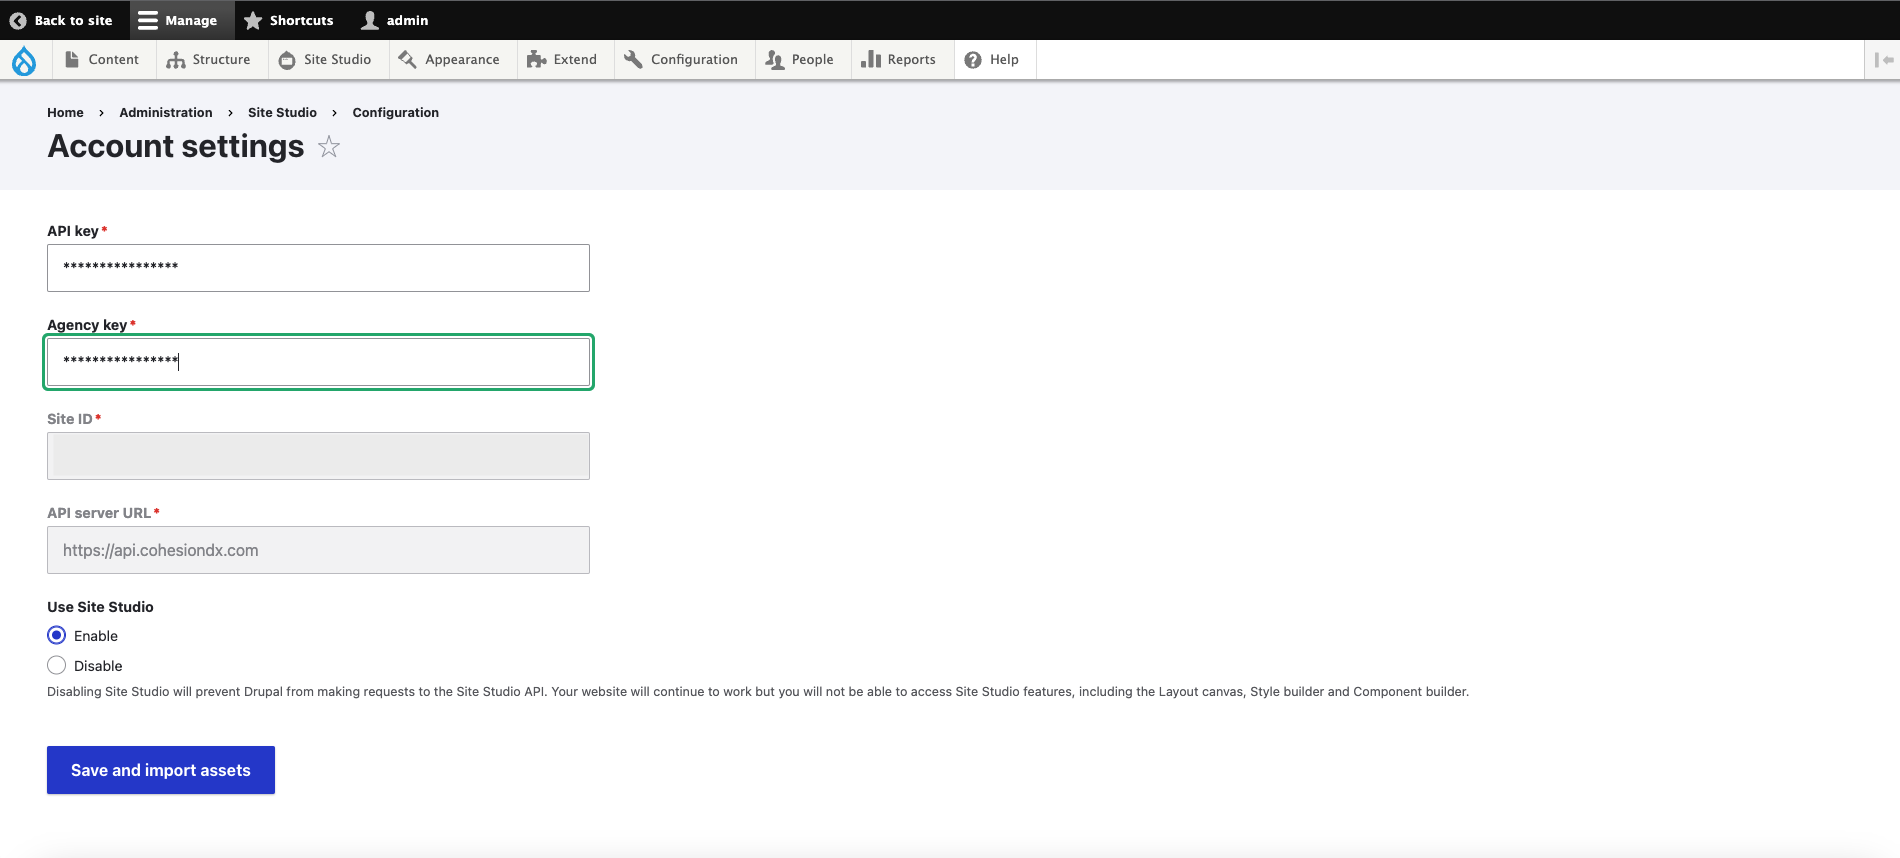 Back to site Manage Shortcuts admin
Content Structure Site Studio Appearance Extend Configuration People Reports Help
Home › Administration › Site Studio › Configuration
Account settings
API key*
****************
Agency key*
****************
Site ID*
API server URL*
https://api.cohesiondx.com
Use Site Studio
Enable
Disable
Disabling Site Studio will prevent Drupal from making requests to the Site Studio API. Your website will continue to work but you will not be able to access Site Studio features, including the Layout canvas, Style builder and Component builder.
Save and import assets